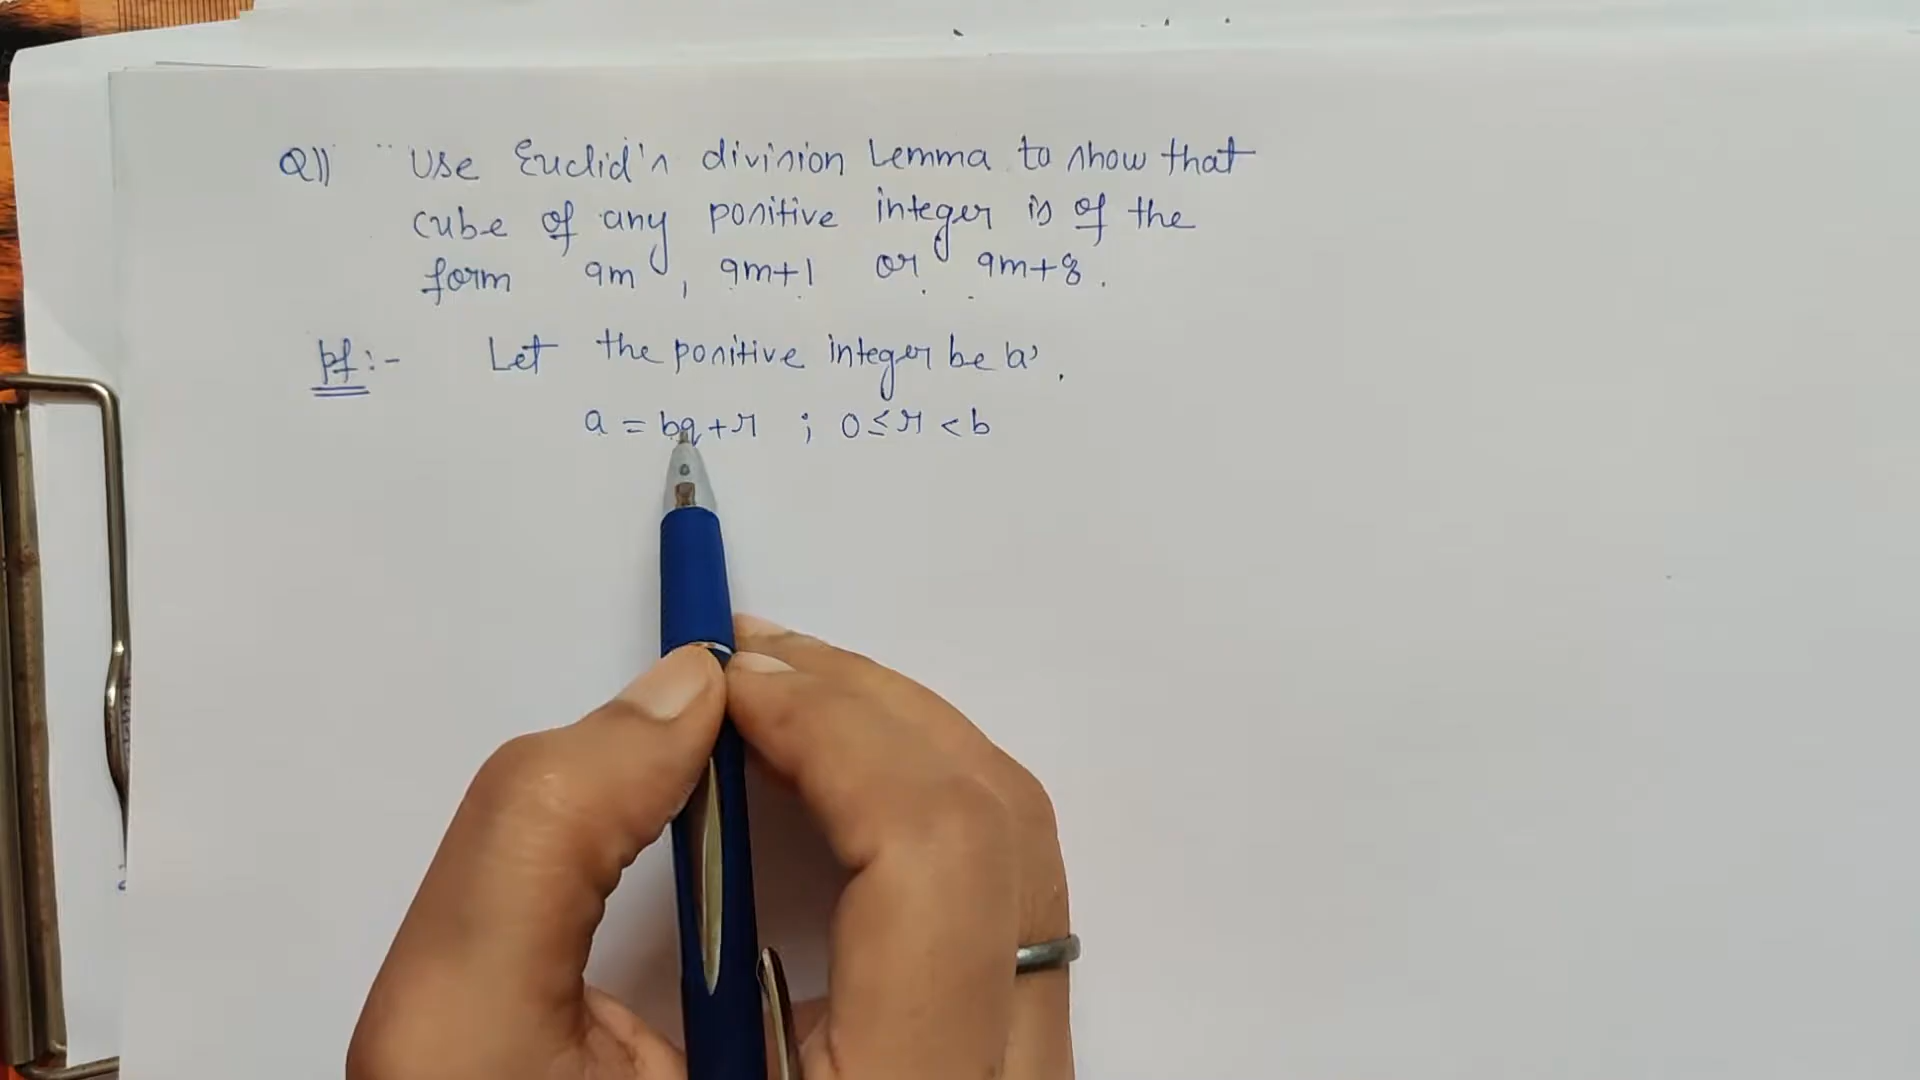 Q1) Use Euclid's division Lemma to show that
cube of any positive integer is of the
form 9m, 9m+1 or 9m+8.
Pf:- Let the positive integer be 'a'.
a = bq+r ; 0≤r<b